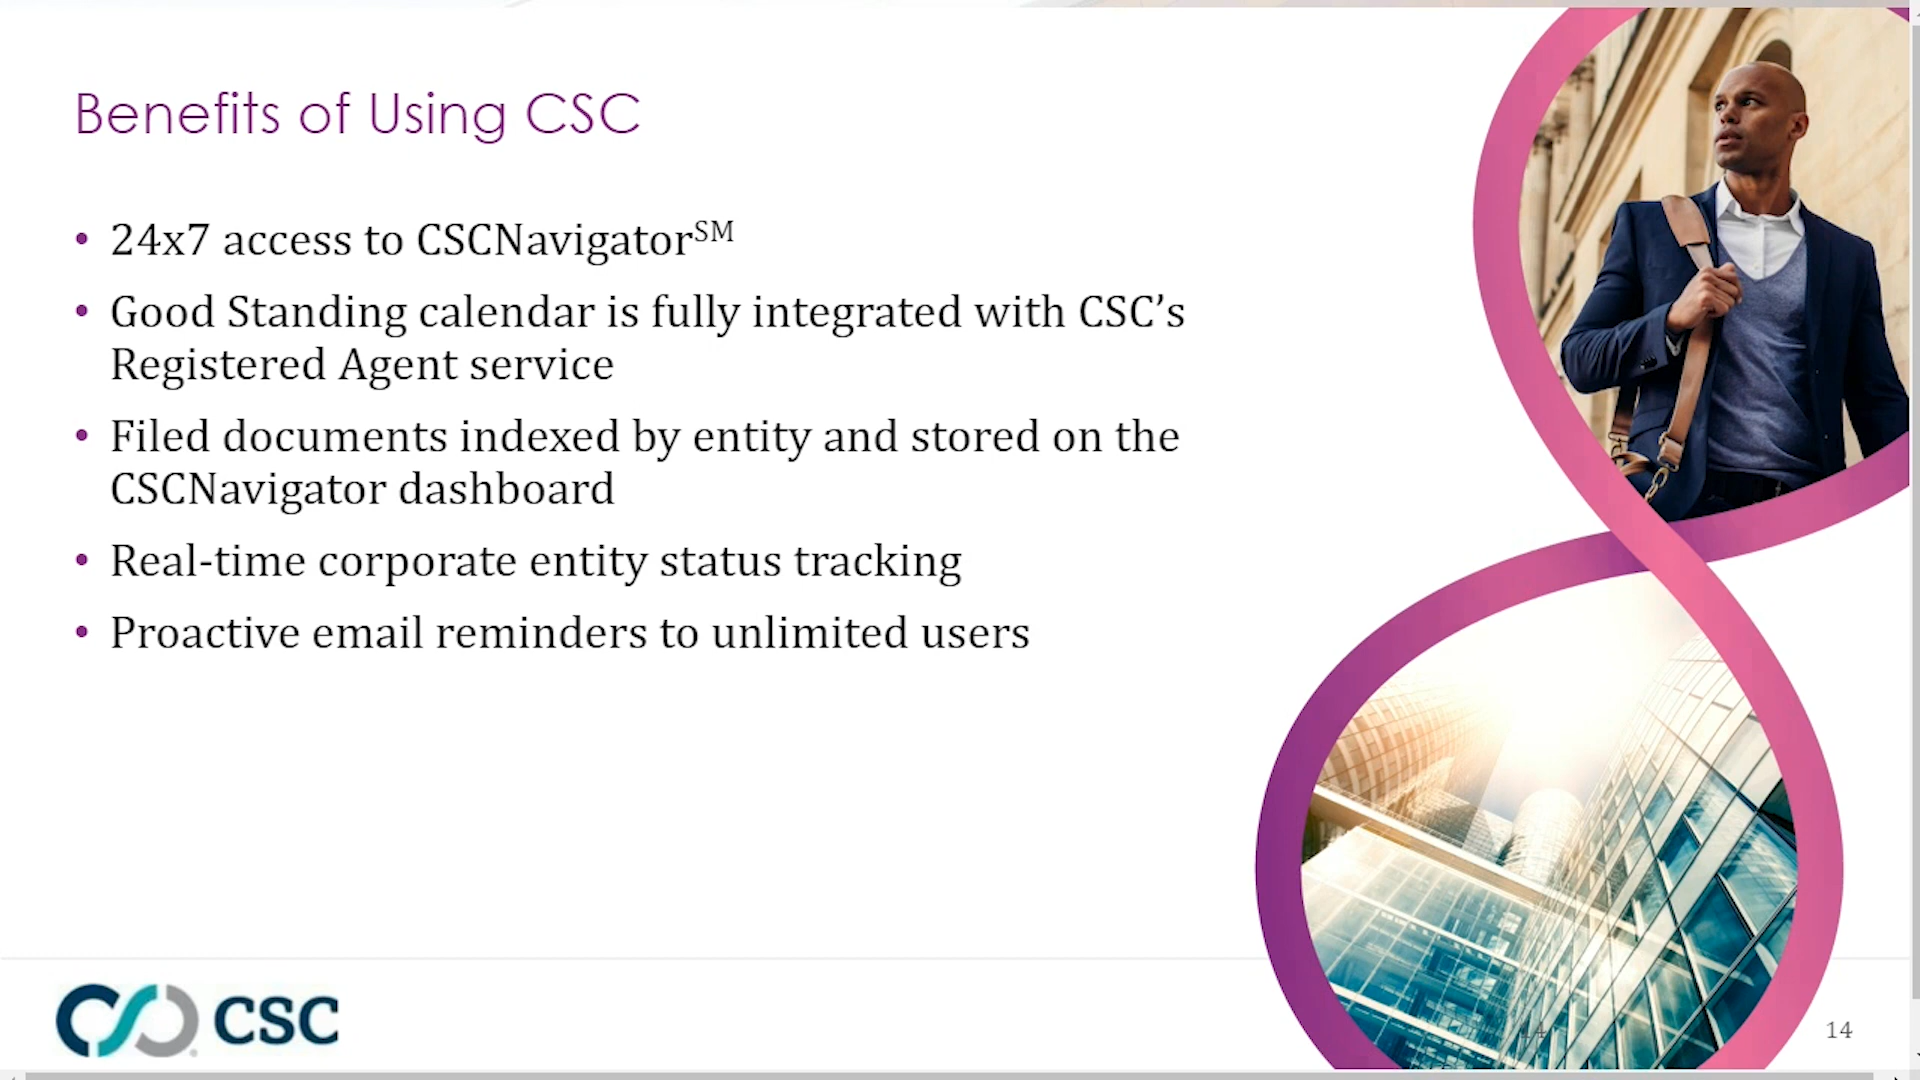 Benefits of Using CSC
• 24x7 access to CSCNavigatorSM
• Good Standing calendar is fully integrated with CSC’s
Registered Agent service
• Filed documents indexed by entity and stored on the
CSCNavigator dashboard
• Real-time corporate entity status tracking
• Proactive email reminders to unlimited users
CSC
14
14